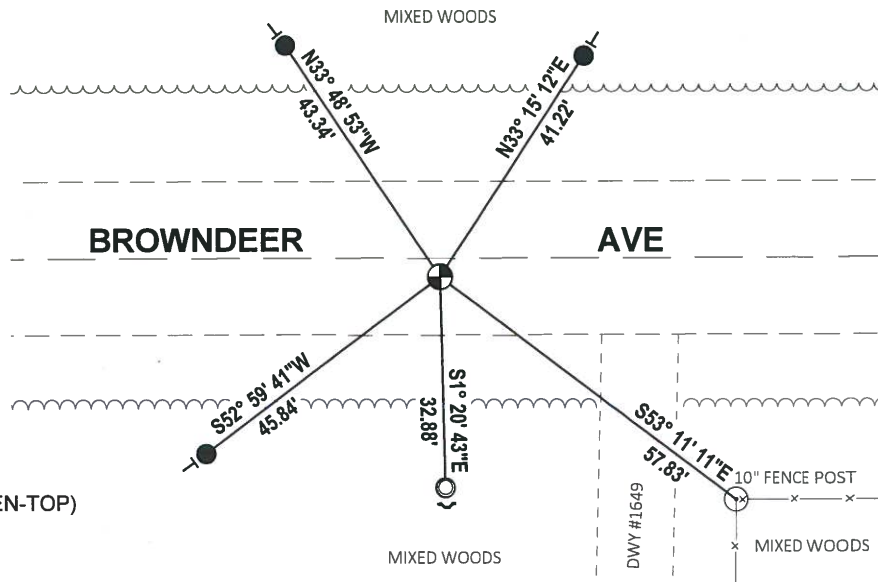 MIXED WOODS
N33° 48' 53"W
43.34'
N33° 15' 12"E
41.22'
BROWNDEER AVE
S52° 59' 41"W
45.84'
S1° 20' 43"E
32.88'
S53° 11' 11"E
57.83'
10" FENCE POST
EN-TOP)
DWY #1649
MIXED WOODS
MIXED WOODS